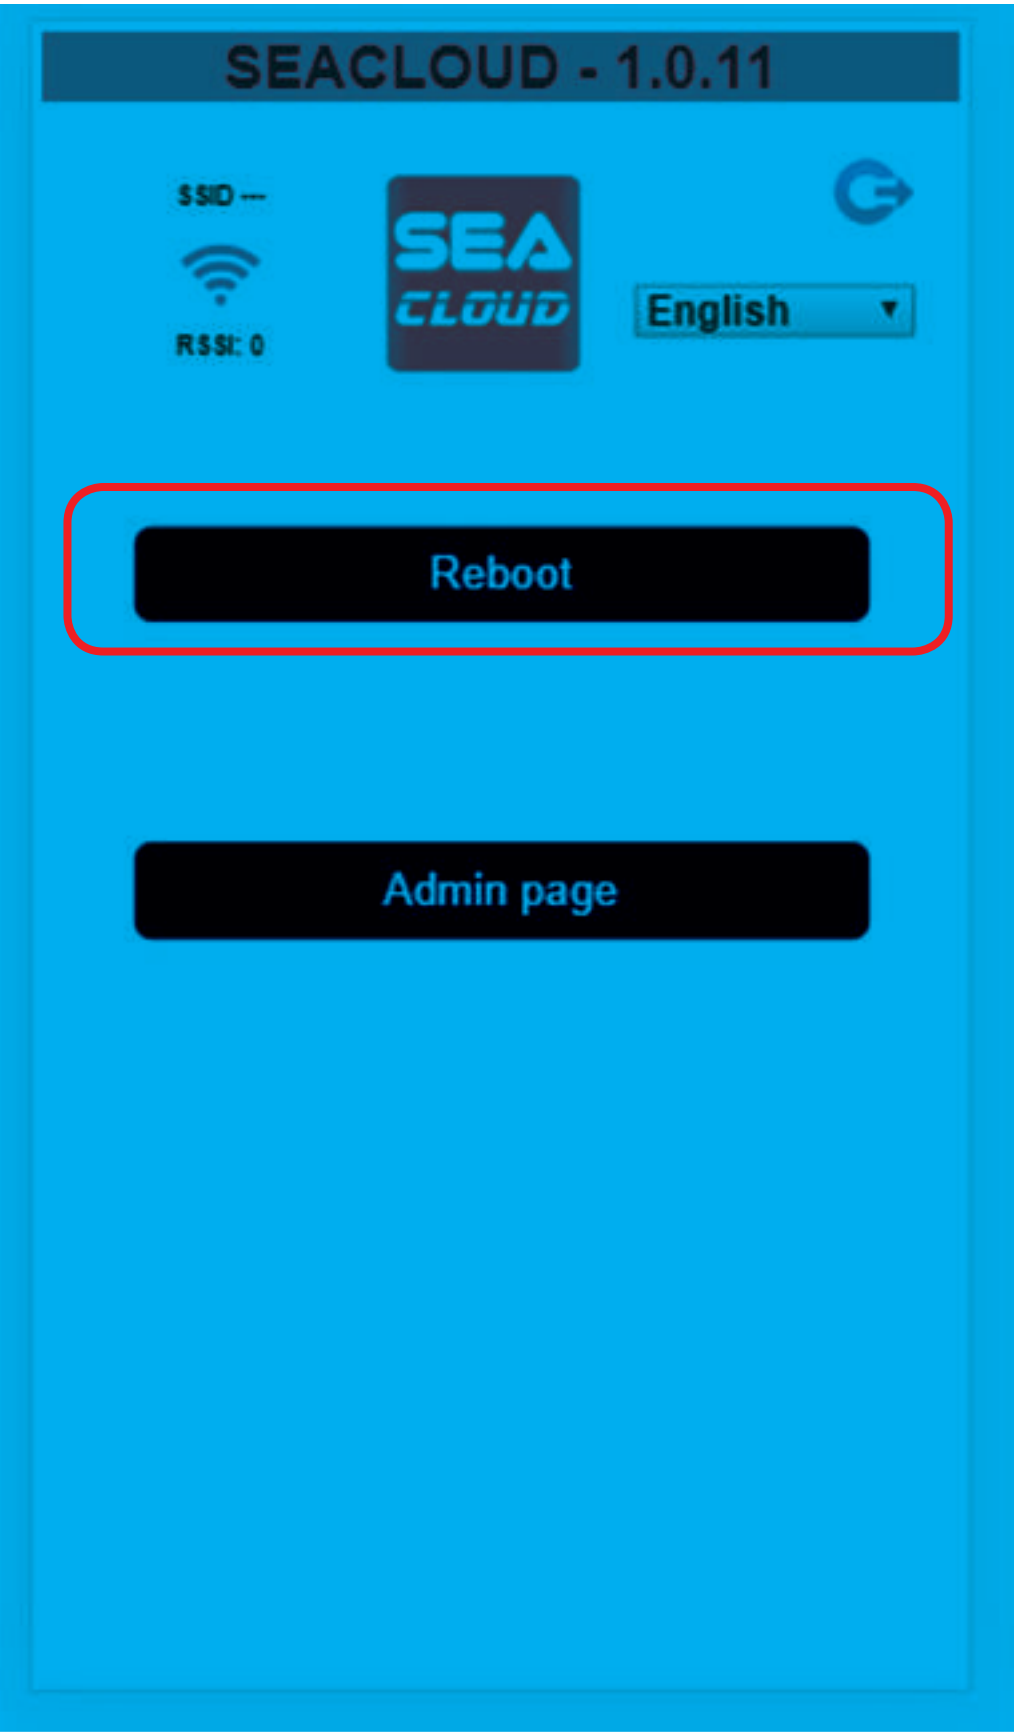 SEACLOUD - 1.0.11
SSID ---
RSSI: 0
SEA
CLOUD
English
Reboot
Admin page